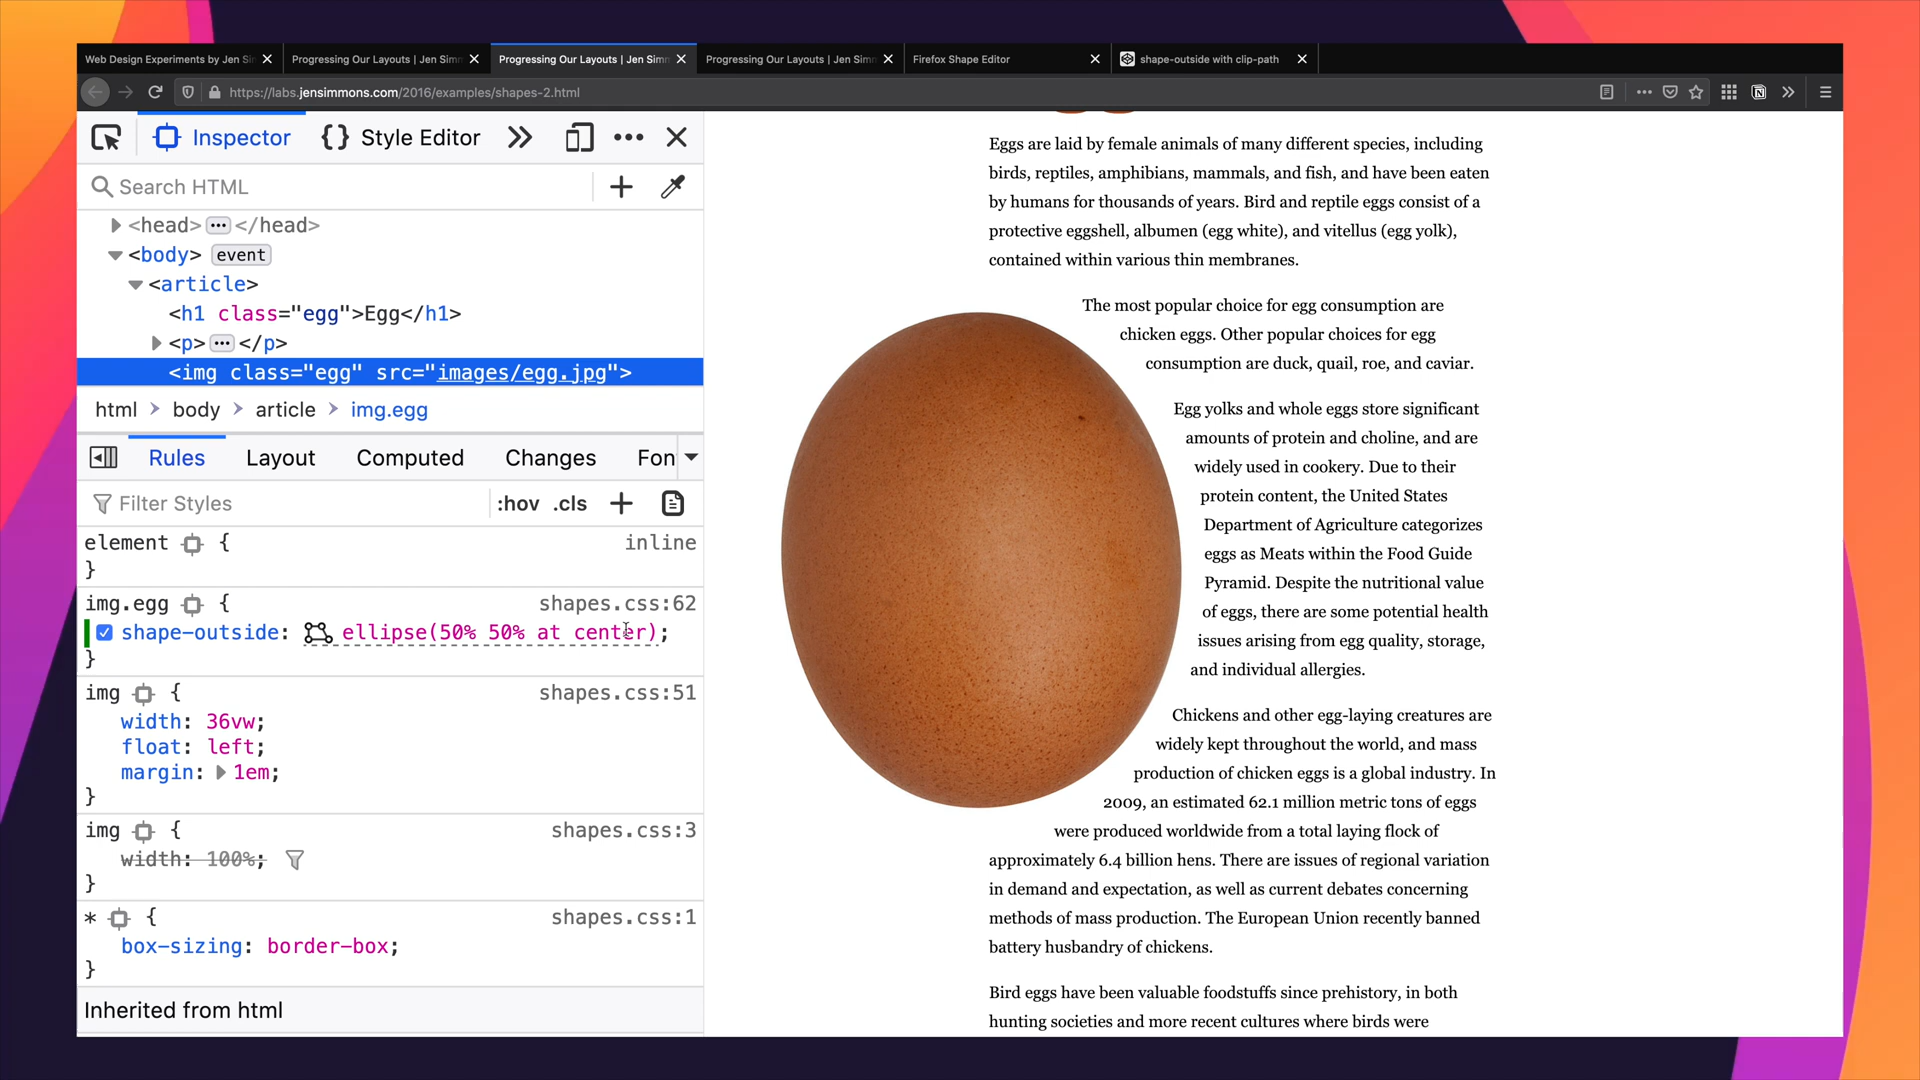 Web Design Experiments by Jen Si
Progressing Our Layouts | Jen Simm
Progressing Our Layouts | Jen Simm
Progressing Our Layouts | Jen Simm
Firefox Shape Editor
shape-outside with clip-path
https://labs.jensimmons.com/2016/examples/shapes-2.html
Inspector
{} Style Editor
Search HTML
<head> ••• </head>
<body> event
<article>
<h1 class="egg">Egg</h1>
<p> ••• </p>
<img class="egg" src="images/egg.jpg">
html > body > article > img.egg
Rules
Layout
Computed
Changes
Fon
Filter Styles
:hov .cls +
element { inline
}
img.egg { shapes.css:62
shape-outside: ellipse(50% 50% at center);
}
img { shapes.css:51
width: 36vw;
float: left;
margin: 1em;
}
img { shapes.css:3
width: 100%;
}
* { shapes.css:1
box-sizing: border-box;
}
Inherited from html
Eggs are laid by female animals of many different species, including
birds, reptiles, amphibians, mammals, and fish, and have been eaten
by humans for thousands of years. Bird and reptile eggs consist of a
protective eggshell, albumen (egg white), and vitellus (egg yolk),
contained within various thin membranes.
The most popular choice for egg consumption are
chicken eggs. Other popular choices for egg
consumption are duck, quail, roe, and caviar.
Egg yolks and whole eggs store significant
amounts of protein and choline, and are
widely used in cookery. Due to their
protein content, the United States
Department of Agriculture categorizes
eggs as Meats within the Food Guide
Pyramid. Despite the nutritional value
of eggs, there are some potential health
issues arising from egg quality, storage,
and individual allergies.
Chickens and other egg-laying creatures are
widely kept throughout the world, and mass
production of chicken eggs is a global industry. In
2009, an estimated 62.1 million metric tons of eggs
were produced worldwide from a total laying flock of
approximately 6.4 billion hens. There are issues of regional variation
in demand and expectation, as well as current debates concerning
methods of mass production. The European Union recently banned
battery husbandry of chickens.
Bird eggs have been valuable foodstuffs since prehistory, in both
hunting societies and more recent cultures where birds were